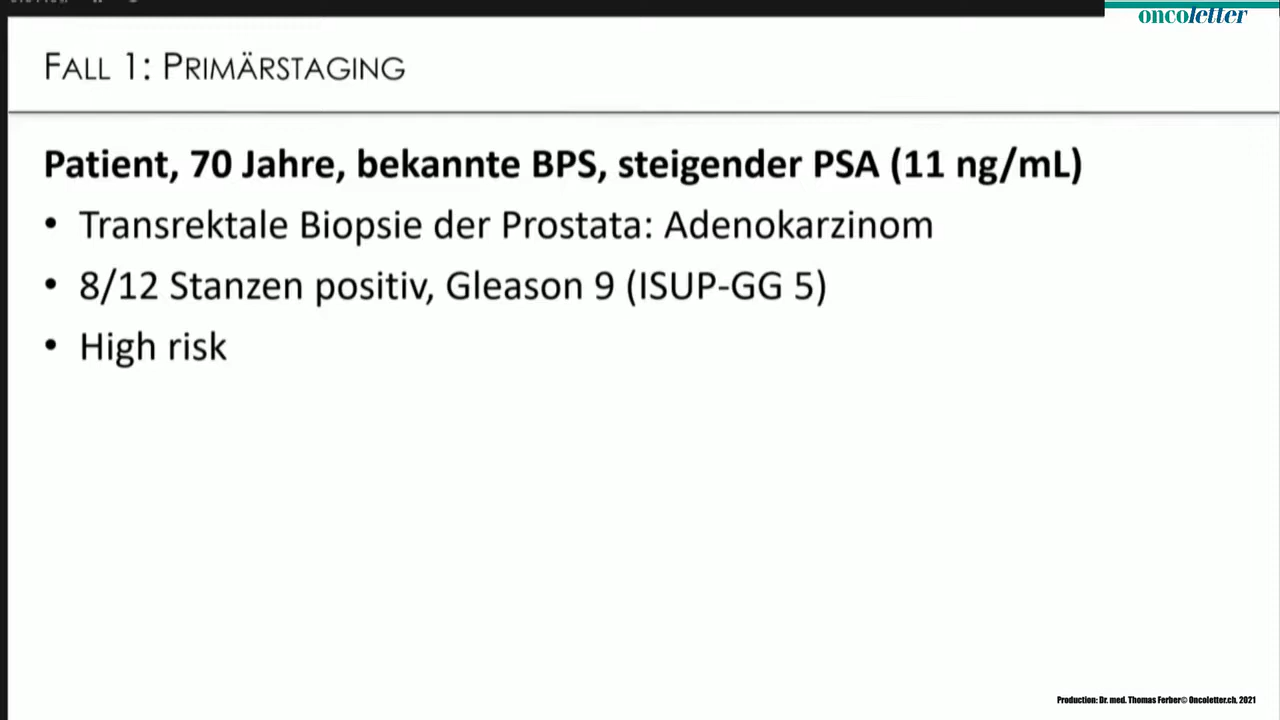 oncoletter
FALL 1: PRIMÄRSTAGING
Patient, 70 Jahre, bekannte BPS, steigender PSA (11 ng/mL)
• Transrektale Biopsie der Prostata: Adenokarzinom
• 8/12 Stanzen positiv, Gleason 9 (ISUP-GG 5)
• High risk
Production: Dr. med. Thomas Ferber© Oncoletter.ch, 2021